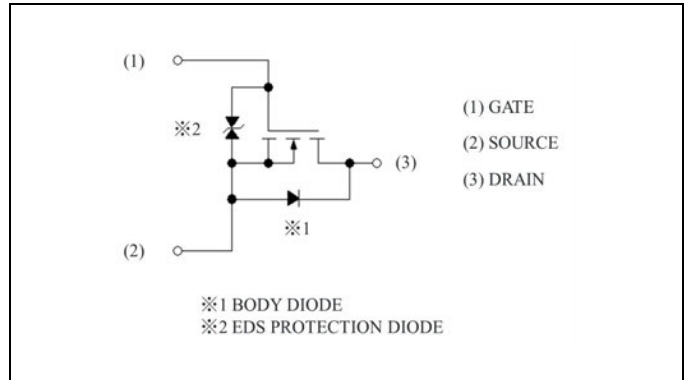 (1)
(1) GATE
※2
(2) SOURCE
(3)
(3) DRAIN
※1
(2)
※1 BODY DIODE
※2 EDS PROTECTION DIODE